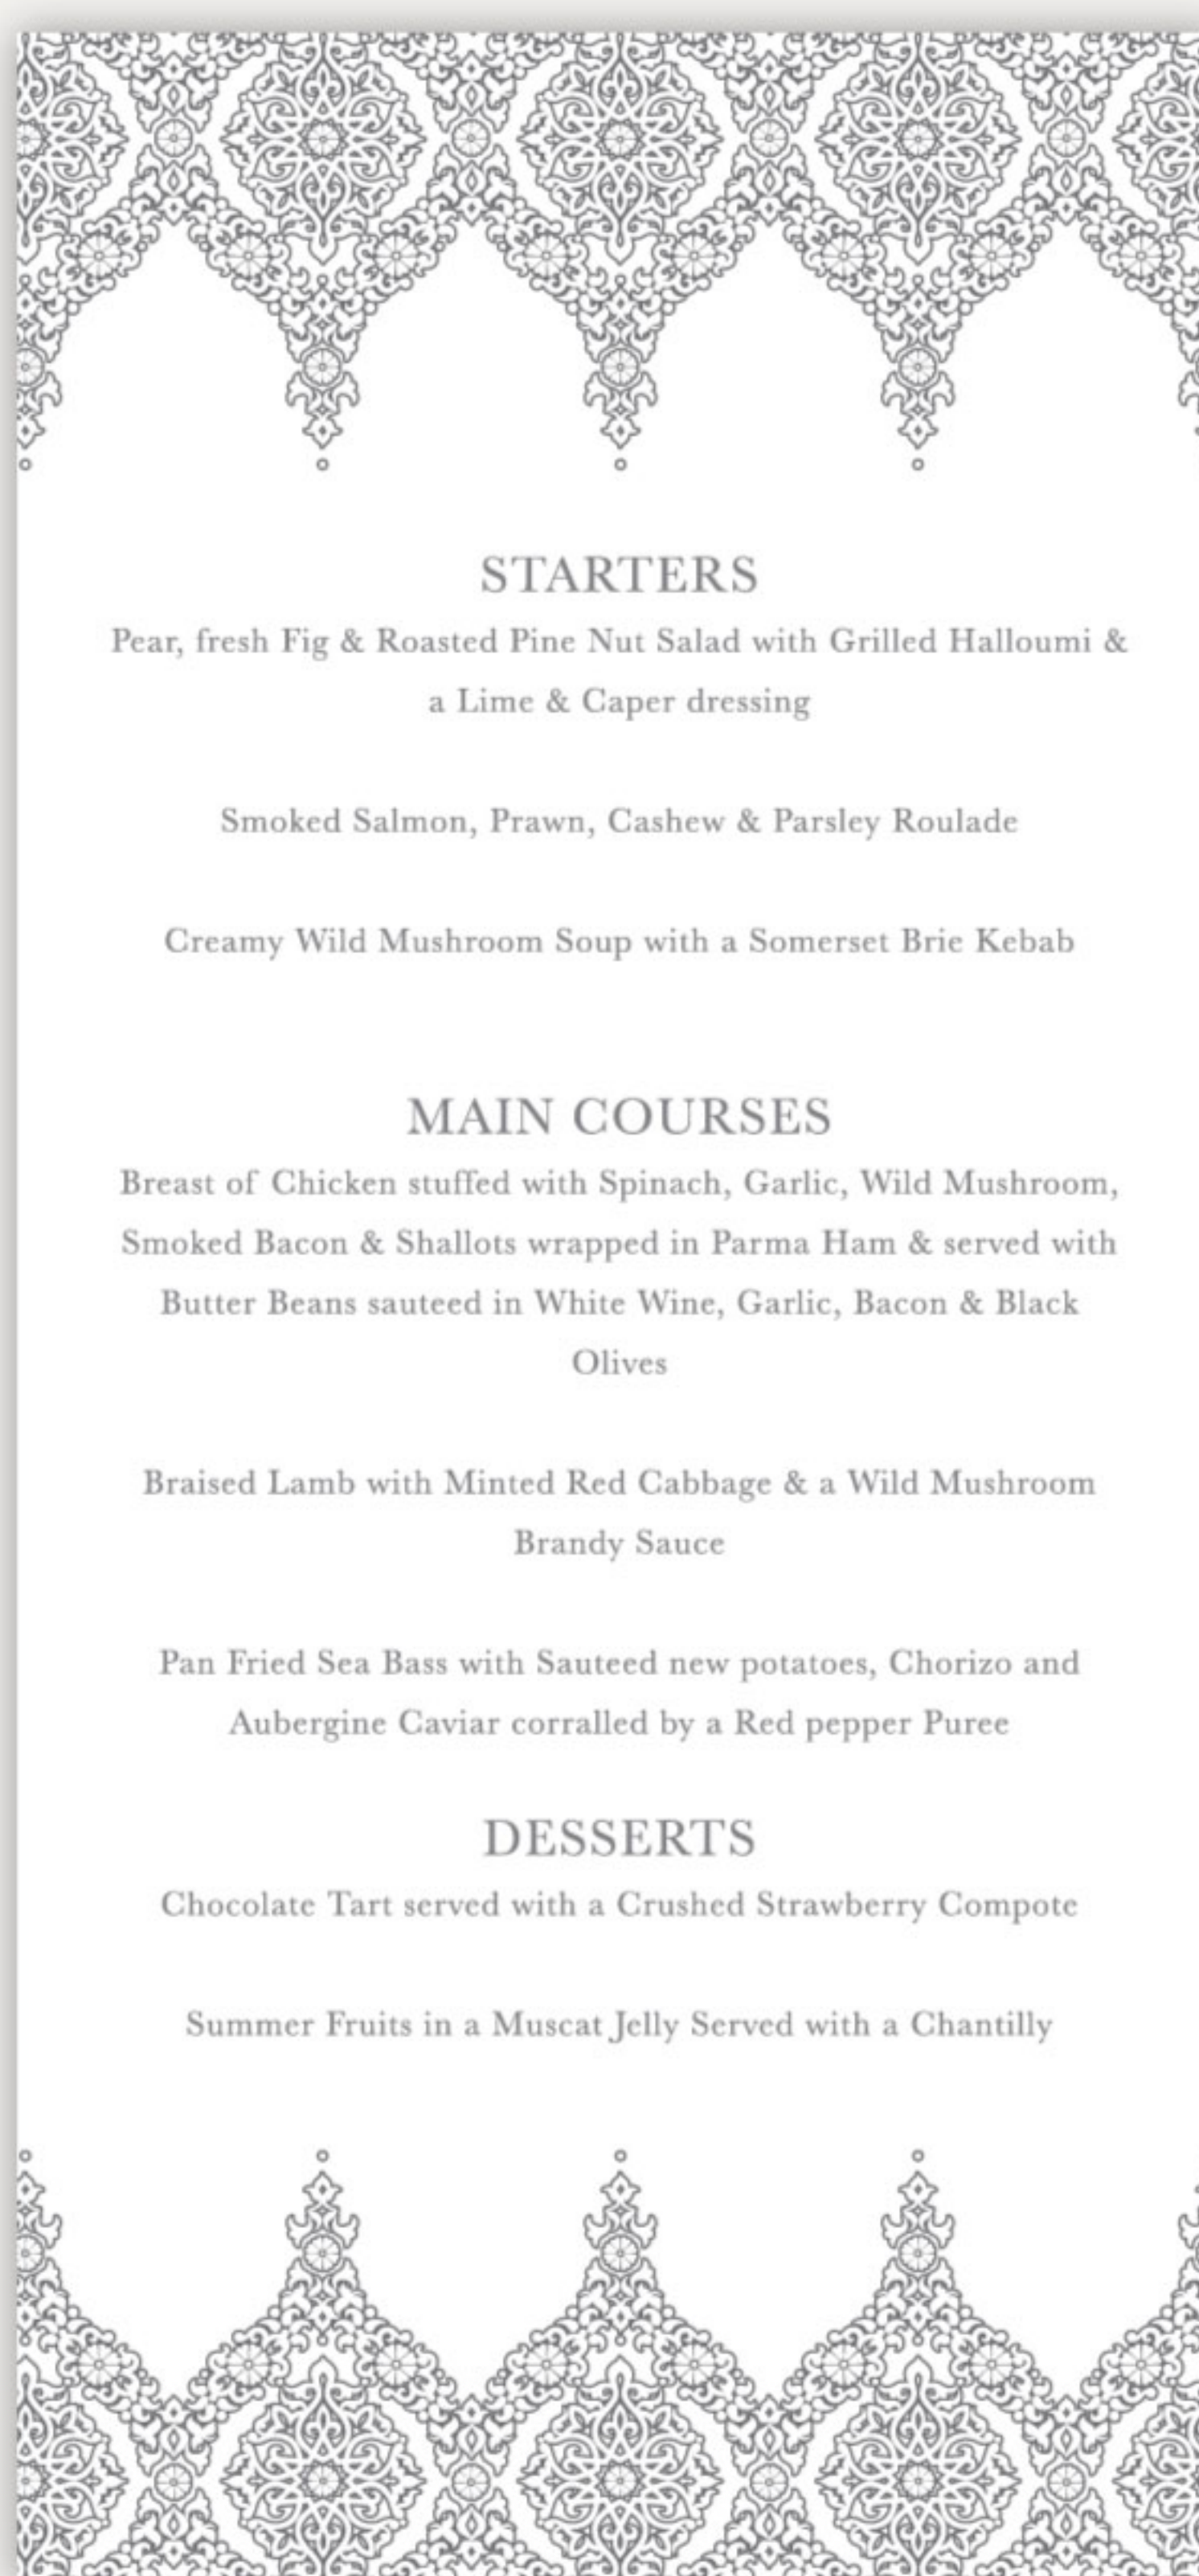 STARTERS
Pear, fresh Fig & Roasted Pine Nut Salad with Grilled Halloumi &
a Lime & Caper dressing
Smoked Salmon, Prawn, Cashew & Parsley Roulade
Creamy Wild Mushroom Soup with a Somerset Brie Kebab
MAIN COURSES
Breast of Chicken stuffed with Spinach, Garlic, Wild Mushroom,
Smoked Bacon & Shallots wrapped in Parma Ham & served with
Butter Beans sauteed in White Wine, Garlic, Bacon & Black
Olives
Braised Lamb with Minted Red Cabbage & a Wild Mushroom
Brandy Sauce
Pan Fried Sea Bass with Sauteed new potatoes, Chorizo and
Aubergine Caviar corralled by a Red pepper Puree
DESSERTS
Chocolate Tart served with a Crushed Strawberry Compote
Summer Fruits in a Muscat Jelly Served with a Chantilly